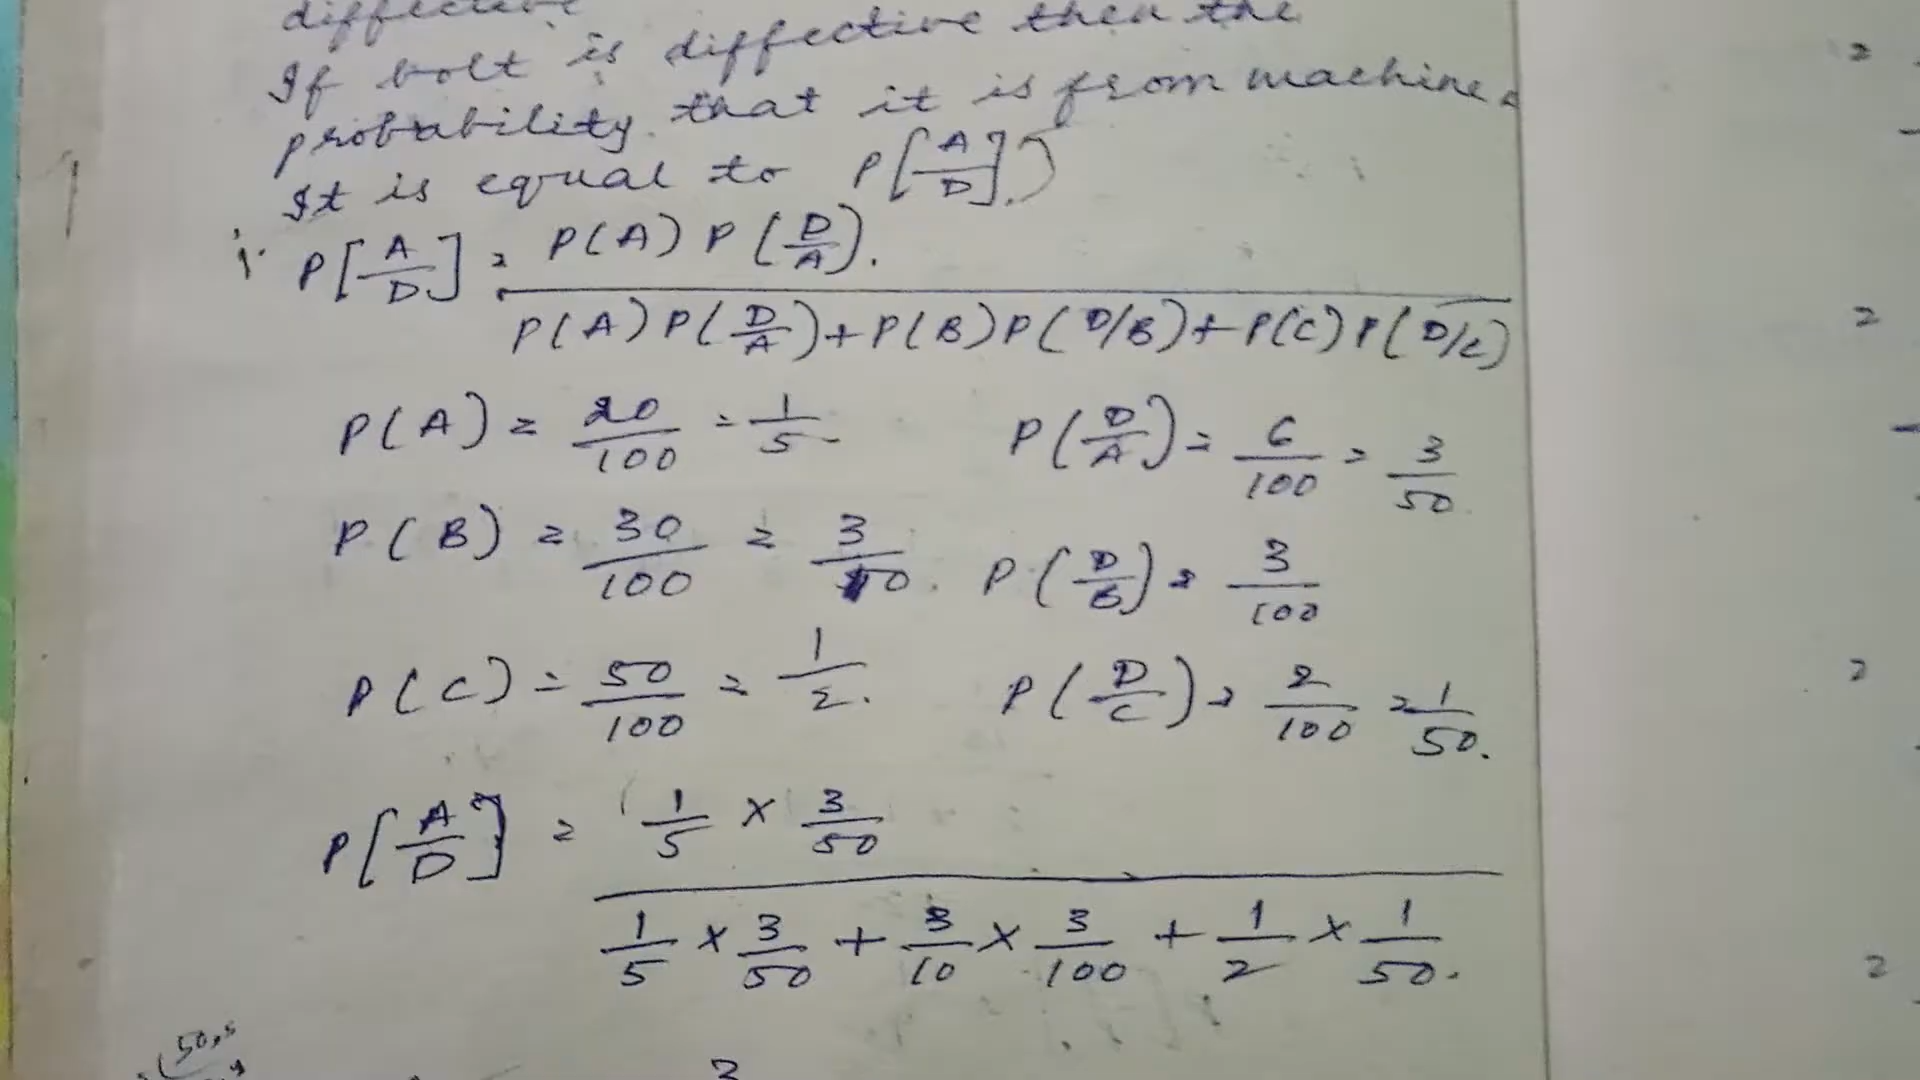 diffective
If bolt is diffective then the
probability that it is from machine
It is equal to P[A/D].)
P[A/D] = P(A) P(D/A).
P(A) P(D/A) + P(B) P(D/B) + P(C) P(D/C)
P(A) = 20/100 = 1/5. P(D/A) = 6/100 = 3/50
P(B) = 30/100 = 3/10. P(D/B) = 3/100
P(C) = 50/100 = 1/2. P(D/C) = 2/100 = 1/50.
P[A/D] = 1/5 × 3/50
1/5 × 3/50 + 3/10 × 3/100 + 1/2 × 1/50.
3